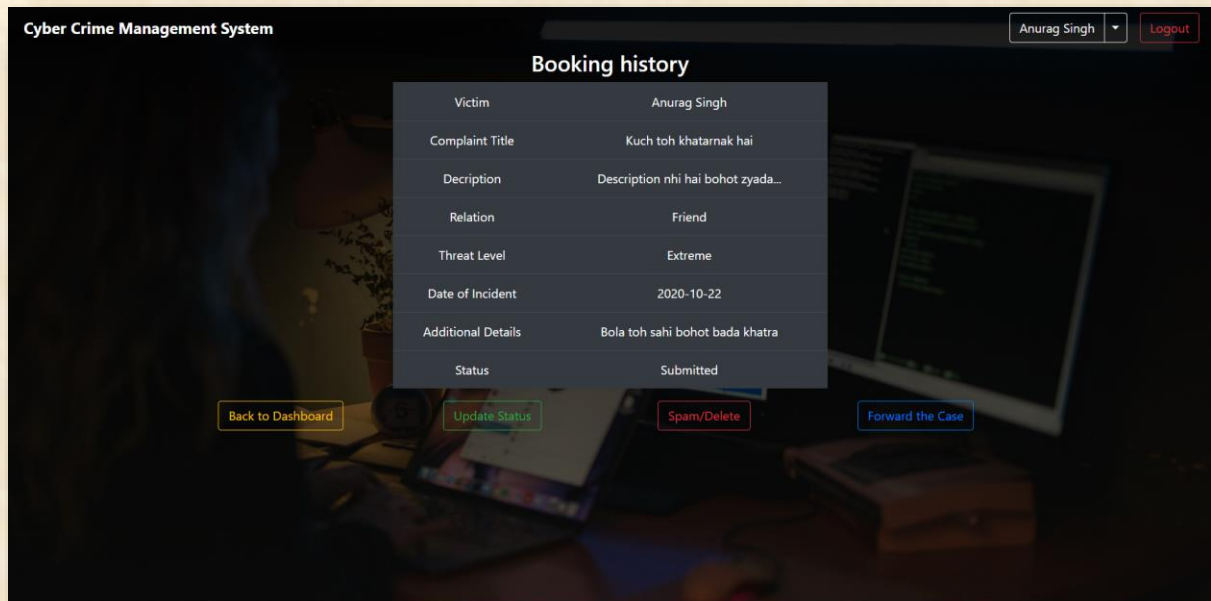 Cyber Crime Management System
Anurag Singh
Logout
Booking history
Victim Anurag Singh
Complaint Title Kuch toh khatarnak hai
Decription Description nhi hai bohot zyada...
Relation Friend
Threat Level Extreme
Date of Incident 2020-10-22
Additional Details Bola toh sahi bohot bada khatra
Status Submitted
Back to Dashboard
Update Status
Spam/Delete
Forward the Case